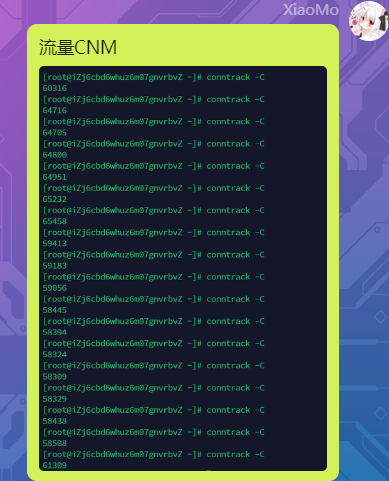 XiaoMo
流量CNM
[root@iZj6cbd6whuz6m07gnvrbvZ ~]# conntrack -C
60316
[root@iZj6cbd6whuz6m07gnvrbvZ ~]# conntrack -C
64716
[root@iZj6cbd6whuz6m07gnvrbvZ ~]# conntrack -C
64705
[root@iZj6cbd6whuz6m07gnvrbvZ ~]# conntrack -C
64800
[root@iZj6cbd6whuz6m07gnvrbvZ ~]# conntrack -C
64951
[root@iZj6cbd6whuz6m07gnvrbvZ ~]# conntrack -C
65232
[root@iZj6cbd6whuz6m07gnvrbvZ ~]# conntrack -C
65458
[root@iZj6cbd6whuz6m07gnvrbvZ ~]# conntrack -C
59413
[root@iZj6cbd6whuz6m07gnvrbvZ ~]# conntrack -C
59183
[root@iZj6cbd6whuz6m07gnvrbvZ ~]# conntrack -C
59056
[root@iZj6cbd6whuz6m07gnvrbvZ ~]# conntrack -C
58445
[root@iZj6cbd6whuz6m07gnvrbvZ ~]# conntrack -C
58394
[root@iZj6cbd6whuz6m07gnvrbvZ ~]# conntrack -C
58324
[root@iZj6cbd6whuz6m07gnvrbvZ ~]# conntrack -C
58309
[root@iZj6cbd6whuz6m07gnvrbvZ ~]# conntrack -C
58329
[root@iZj6cbd6whuz6m07gnvrbvZ ~]# conntrack -C
58438
[root@iZj6cbd6whuz6m07gnvrbvZ ~]# conntrack -C
58508
[root@iZj6cbd6whuz6m07gnvrbvZ ~]# conntrack -C
61309